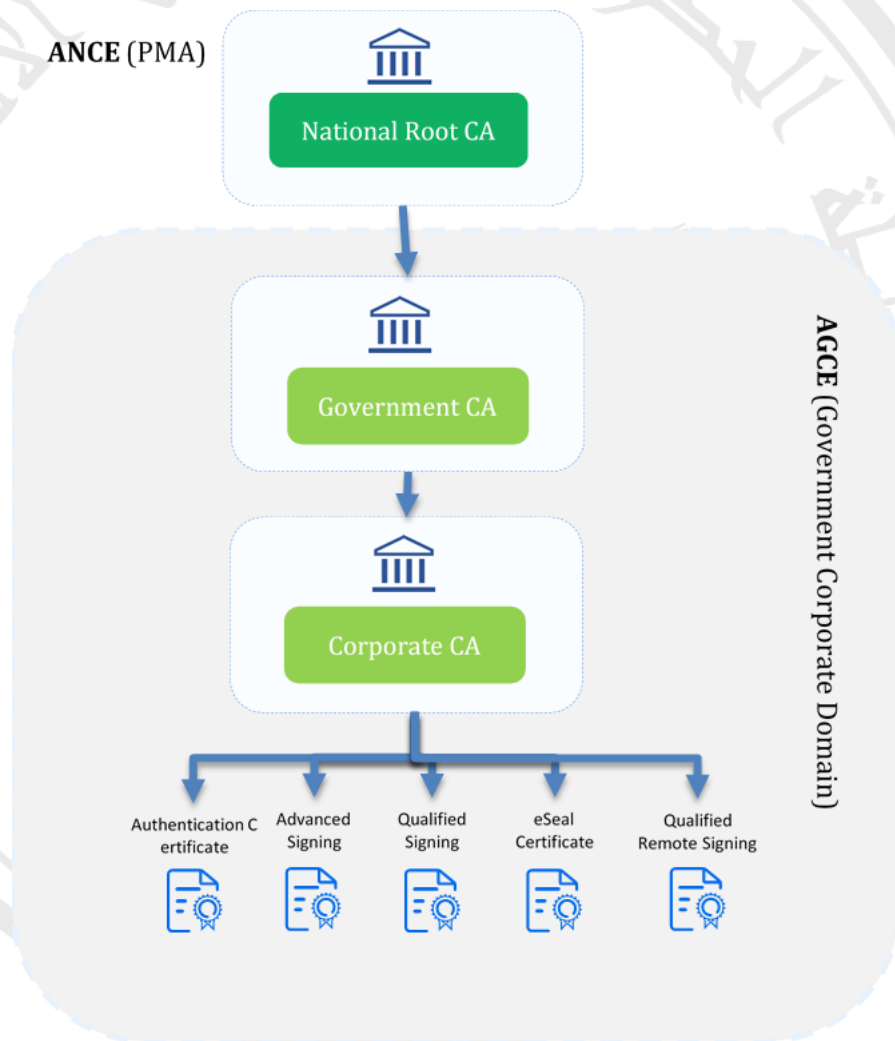 ANCE (PMA)
National Root CA
Government CA
AGCE (Government Corporate Domain)
Corporate CA
Authentication C
ertificate
Advanced
Signing
Qualified
Signing
eSeal
Certificate
Qualified
Remote Signing